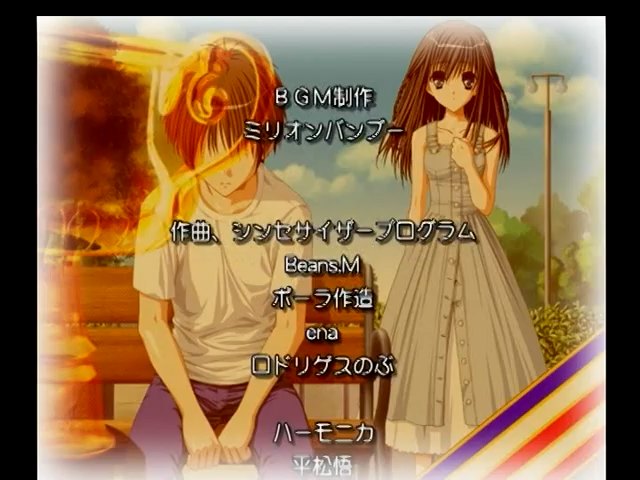 BGM制作
ミリオンバンブー
作曲、シンセサイザープログラム
Beans.M
ポーラ作造
ena
ロドリゲスのぶ
ハーモニカ
平松悟